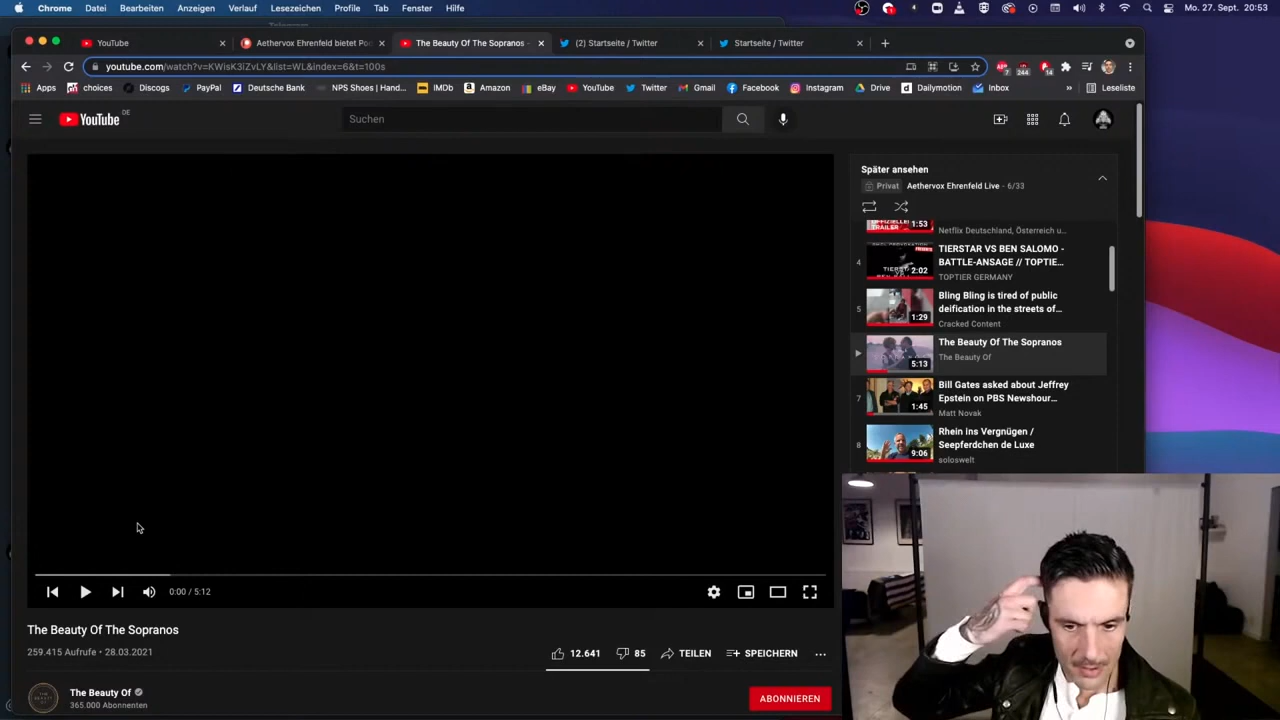 Chrome Datei Bearbeiten Anzeigen Verlauf Lesezeichen Profile Tab Fenster Hilfe Mo. 27. Sept. 20:53
YouTube
Aethervox Ehrenfeld bietet Po
The Beauty Of The Sopranos -
(2) Startseite / Twitter
Startseite / Twitter
youtube.com/watch?v=KWisK3iZvLY&list=WL&index=6&t=100s
Apps choices Discogs PayPal Deutsche Bank NPS Shoes | Hand... IMDb Amazon eBay YouTube Twitter Gmail Facebook Instagram Drive Dailymotion Inbox » Leseliste
YouTube DE
Suchen
Später ansehen
Privat Aethervox Ehrenfeld Live - 6/33
1:53
Netflix Deutschland, Österreich u...
4
2:02
TIERSTAR VS BEN SALOMO -
BATTLE-ANSAGE // TOPTIE...
TOPTIER GERMANY
5
1:29
Bling Bling is tired of public
deification in the streets of...
Cracked Content
5:13
The Beauty Of The Sopranos
The Beauty Of
7
1:45
Bill Gates asked about Jeffrey
Epstein on PBS Newshour...
Matt Novak
8
9:06
Rhein ins Vergnügen /
Seepferdchen de Luxe
soloswelt
0:00 / 5:12
The Beauty Of The Sopranos
259.415 Aufrufe • 28.03.2021
12.641 85 TEILEN SPEICHERN
The Beauty Of
365.000 Abonnenten
ABONNIEREN